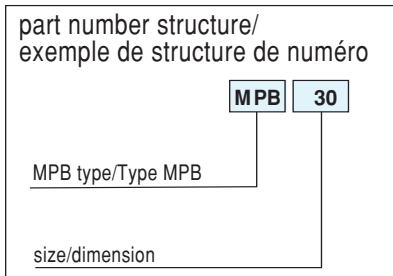 part number structure/
exemple de structure de numéro
MPB 30
MPB type/Type MPB
size/dimension